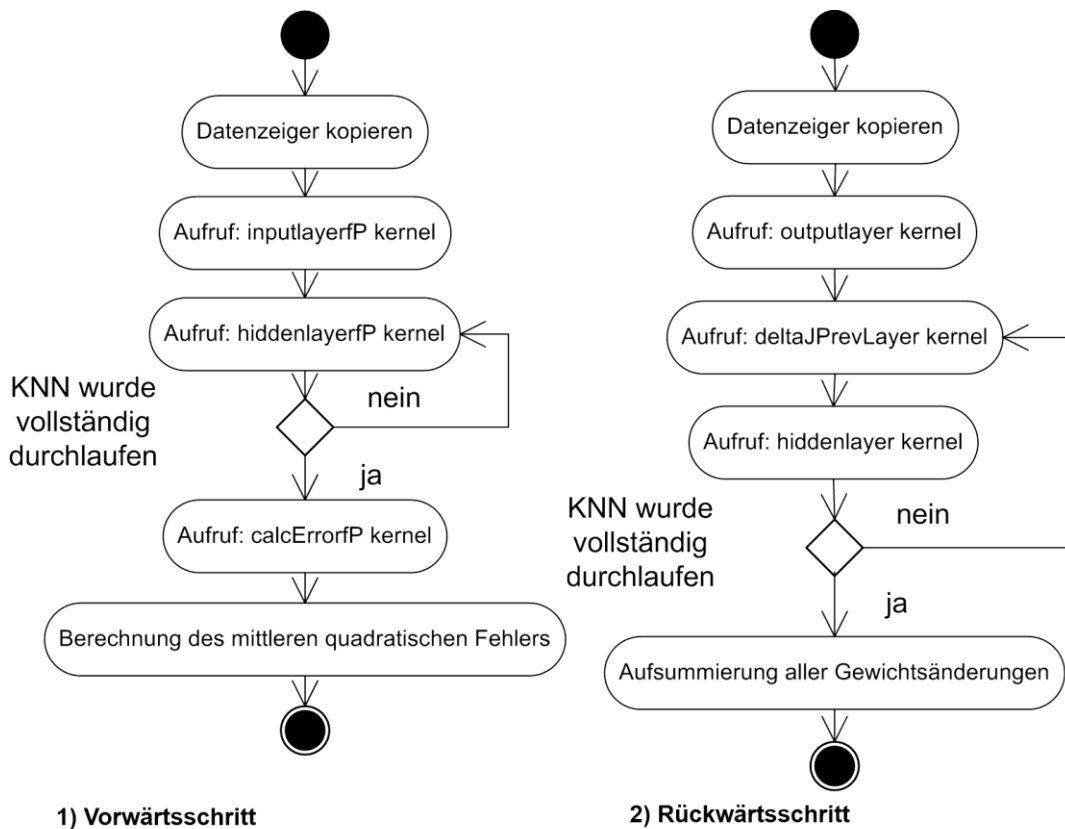 Datenzeiger kopieren
Aufruf: inputlayerfP kernel
Aufruf: hiddenlayerfP kernel
KNN wurde
vollständig
durchlaufen
nein
ja
Aufruf: calcErrorfP kernel
Berechnung des mittleren quadratischen Fehlers
1) Vorwärtsschritt
Datenzeiger kopieren
Aufruf: outputlayer kernel
Aufruf: deltaJPrevLayer kernel
Aufruf: hiddenlayer kernel
KNN wurde
vollständig
durchlaufen
nein
ja
Aufsummierung aller Gewichtsänderungen
2) Rückwärtsschritt